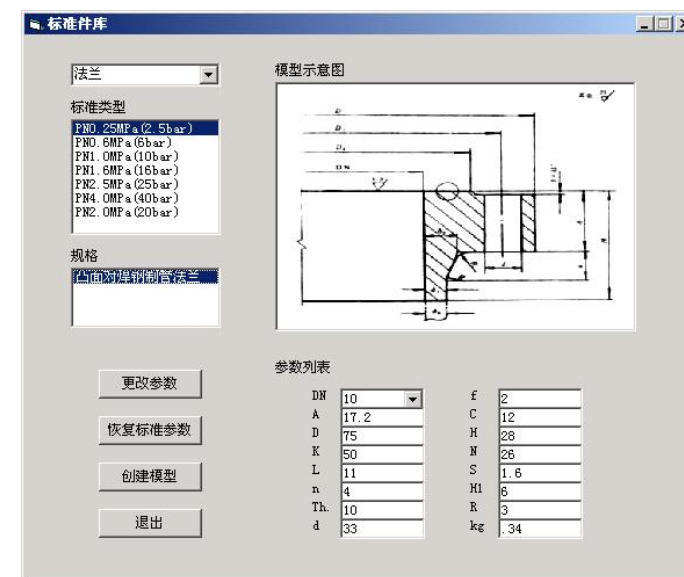 标准件库
法兰
模型示意图
标准类型
PN0.25MPa(2.5bar)
PN0.6MPa(6bar)
PN1.0MPa(10bar)
PN1.6MPa(16bar)
PN2.5MPa(25bar)
PN4.0MPa(40bar)
PN2.0MPa(20bar)
规格
凸面对焊钢制管法兰
更改参数
恢复标准参数
创建模型
退出
参数列表
DN 10 f 2
A 17.2 C 12
D 75 H 28
K 50 N 26
L 11 S 1.6
n 4 H1 6
Th. 10 R 3
d 33 kg .34
D
DN